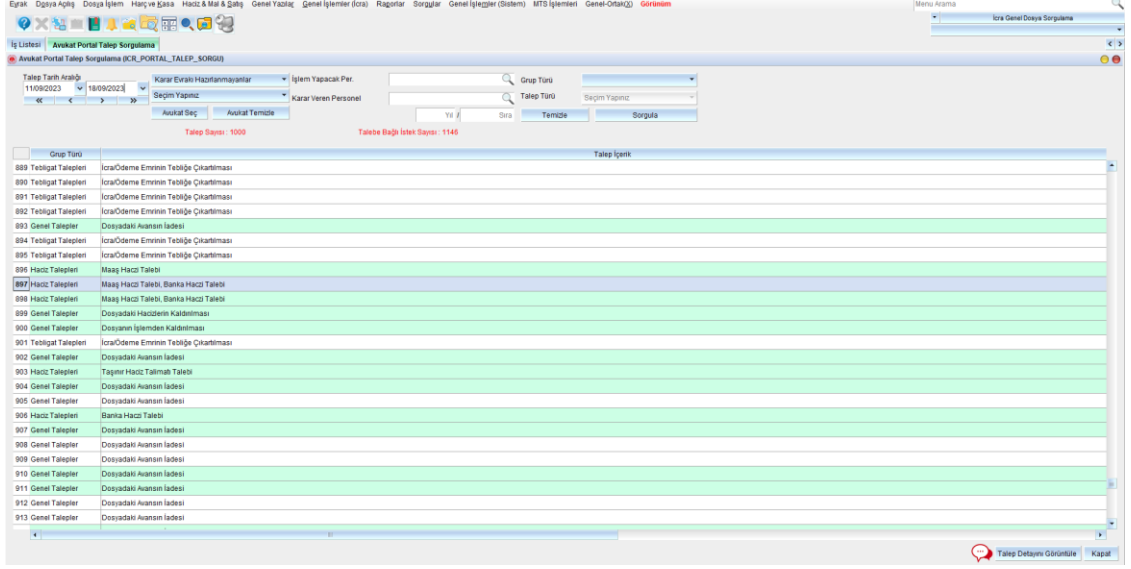 Evrak Dosya Açılış Dosya İşlem Harç ve Kasa Haciz & Mal & Satış Genel Yazılaş Genel İşlemler (İcra) Raporlar Sorgular Genel İşlemler (Sistem) MTS İşlemleri Genel-Ortak(X) Görünüm Menu Arama
İcra Genel Dosya Sorgulama
İş Listesi Avukat Portal Talep Sorgulama
Avukat Portal Talep Sorgulama (ICR_PORTAL_TALEP_SORGU)
Talep Tarih Aralığı Karar Evrakı Hazırlanmayanlar İşlem Yapacak Per. Grup Türü
11/09/2023 18/09/2023 Seçim Yapınız Karar Veren Personel Talep Türü Seçim Yapınız
Avukat Seç Avukat Temizle Yıl / Sıra Temizle Sorgula
Talep Sayısı : 1000 Talebe Bağlı İstek Sayısı : 1146
Grup Türü Talep İçerik
889 Tebligat Talepleri İcra/Ödeme Emrinin Tebliğe Çıkartılması
890 Tebligat Talepleri İcra/Ödeme Emrinin Tebliğe Çıkartılması
891 Tebligat Talepleri İcra/Ödeme Emrinin Tebliğe Çıkartılması
892 Tebligat Talepleri İcra/Ödeme Emrinin Tebliğe Çıkartılması
893 Genel Talepler Dosyadaki Avansın İadesi
894 Tebligat Talepleri İcra/Ödeme Emrinin Tebliğe Çıkartılması
895 Tebligat Talepleri İcra/Ödeme Emrinin Tebliğe Çıkartılması
896 Haciz Talepleri Maaş Haczi Talebi
897 Haciz Talepleri Maaş Haczi Talebi, Banka Haczi Talebi
898 Haciz Talepleri Maaş Haczi Talebi, Banka Haczi Talebi
899 Genel Talepler Dosyadaki Hacizlerin Kaldırılması
900 Genel Talepler Dosyanın İşlemden Kaldırılması
901 Tebligat Talepleri İcra/Ödeme Emrinin Tebliğe Çıkartılması
902 Genel Talepler Dosyadaki Avansın İadesi
903 Haciz Talepleri Taşınır Haciz Talimatı Talebi
904 Genel Talepler Dosyadaki Avansın İadesi
905 Genel Talepler Dosyadaki Avansın İadesi
906 Haciz Talepleri Banka Haczi Talebi
907 Genel Talepler Dosyadaki Avansın İadesi
908 Genel Talepler Dosyadaki Avansın İadesi
909 Genel Talepler Dosyadaki Avansın İadesi
910 Genel Talepler Dosyadaki Avansın İadesi
911 Genel Talepler Dosyadaki Avansın İadesi
912 Genel Talepler Dosyadaki Avansın İadesi
913 Genel Talepler Dosyadaki Avansın İadesi
Talep Detayını Görüntüle Kapat